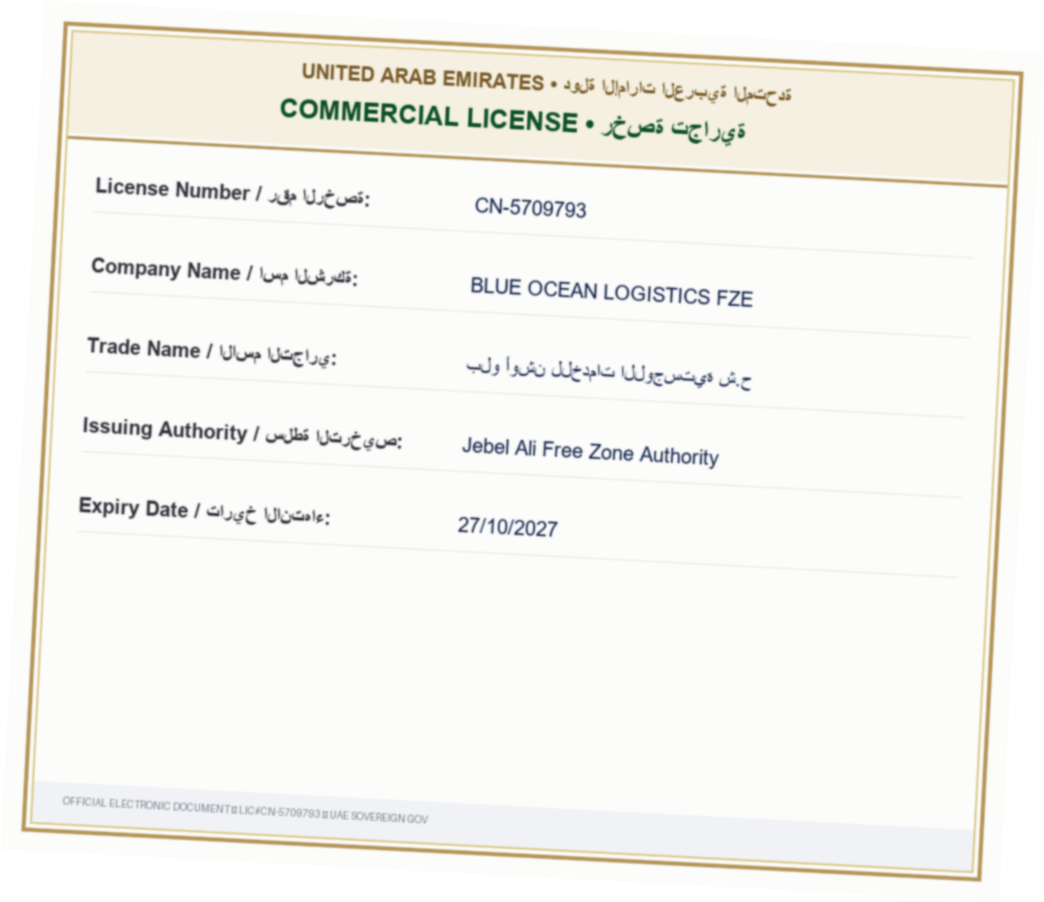 UNITED ARAB EMIRATES • دولة الإمارات العربية المتحدة
COMMERCIAL LICENSE • رخصة تجارية
License Number / رقم الرخصة: CN-5709793
Company Name / اسم الشركة: BLUE OCEAN LOGISTICS FZE
Trade Name / الاسم التجاري: بلو أوشن للخدمات اللوجستية ش.ح
Issuing Authority / سلطة الترخيص: Jebel Ali Free Zone Authority
Expiry Date / تاريخ الانتهاء: 27/10/2027
OFFICIAL ELECTRONIC DOCUMENT LIC#CN-5709793 UAE SOVEREIGN GOV